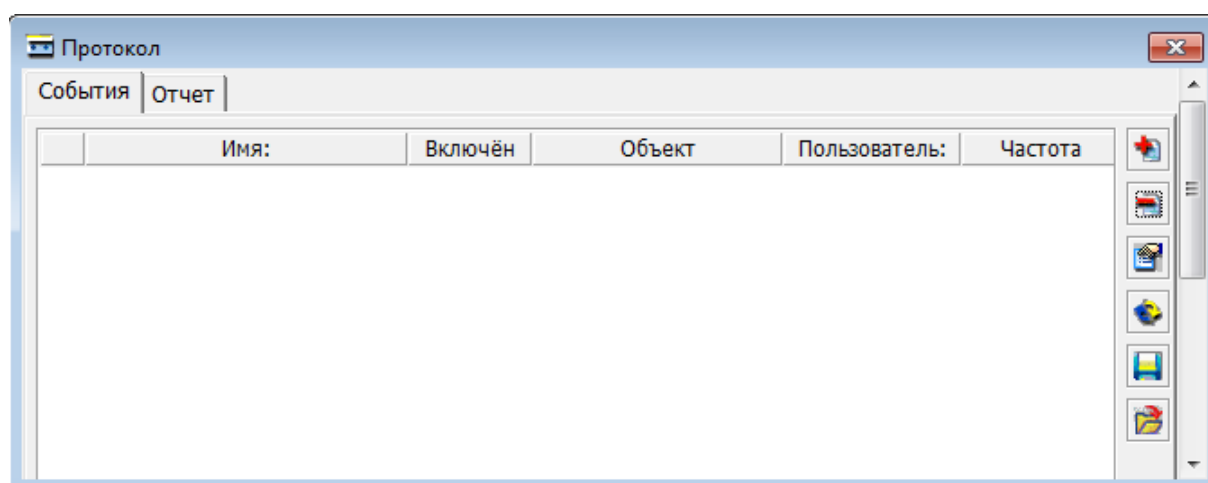 Протокол
События Отчет
Имя: Включён Объект Пользователь: Частота